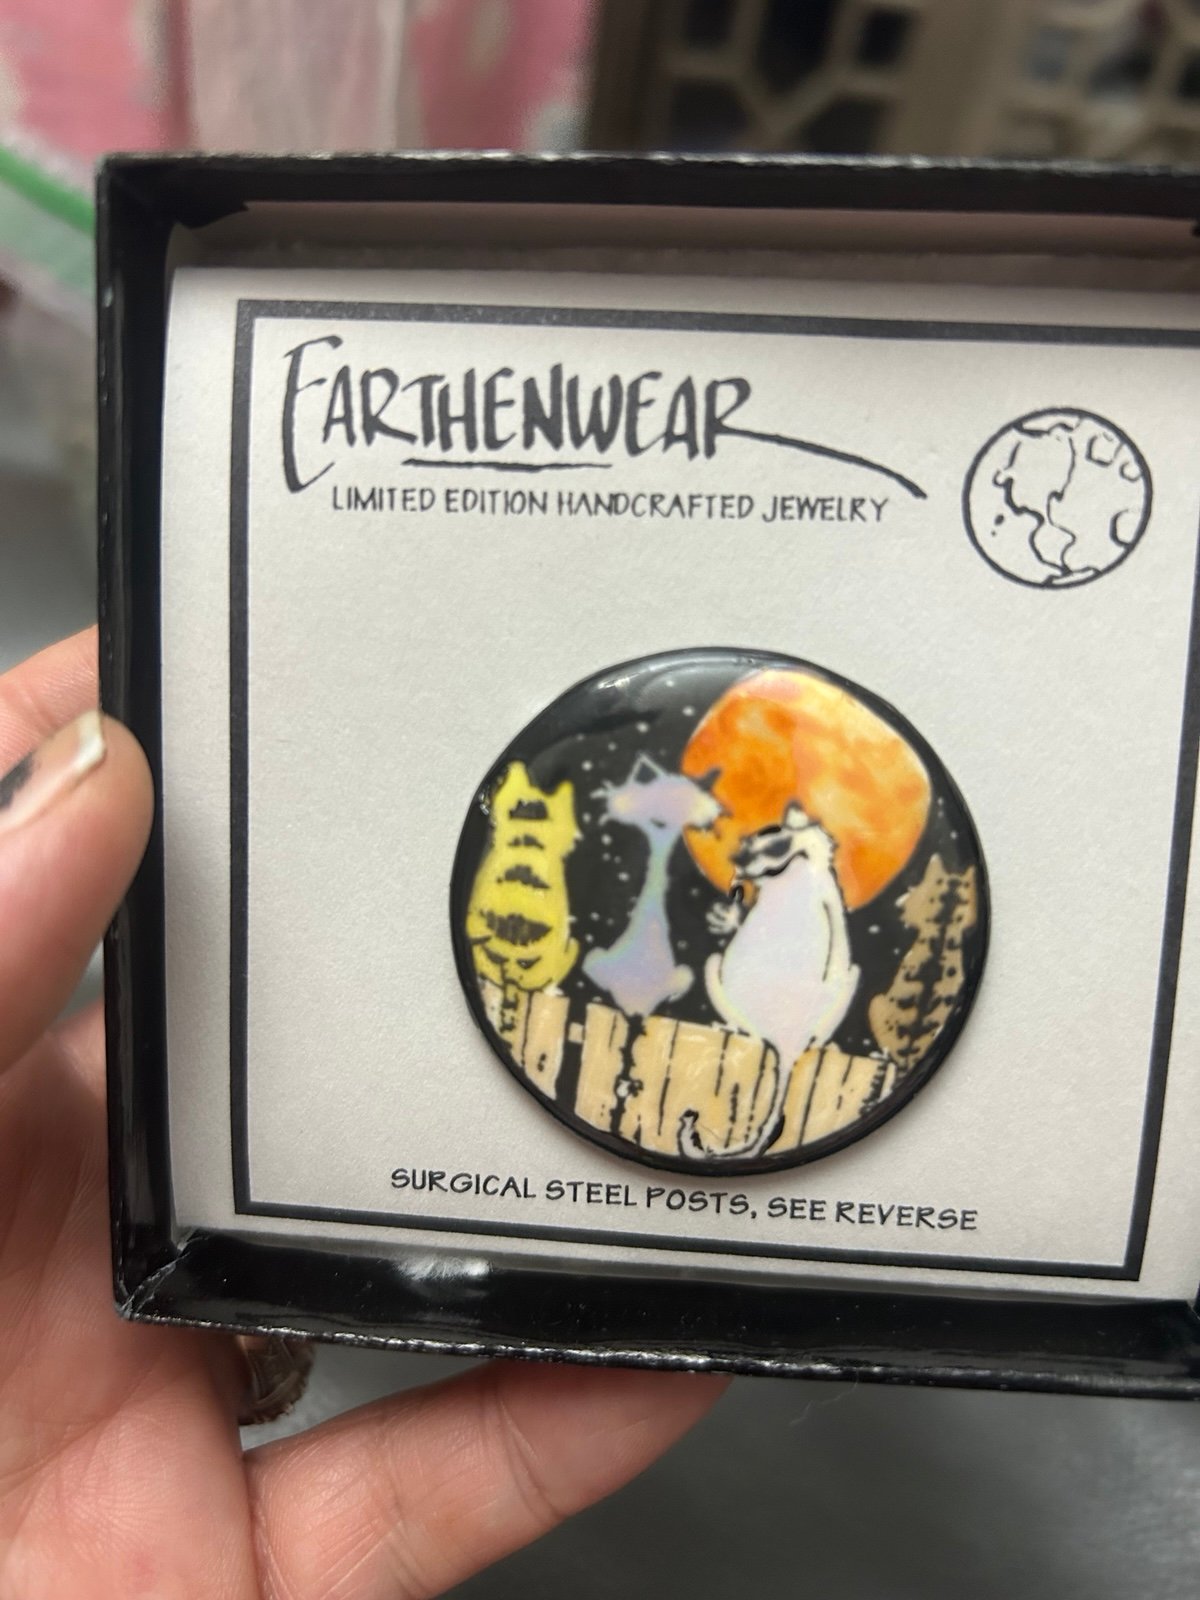 EARTHENWEAR
LIMITED EDITION HANDCRAFTED JEWELRY
SURGICAL STEEL POSTS, SEE REVERSE